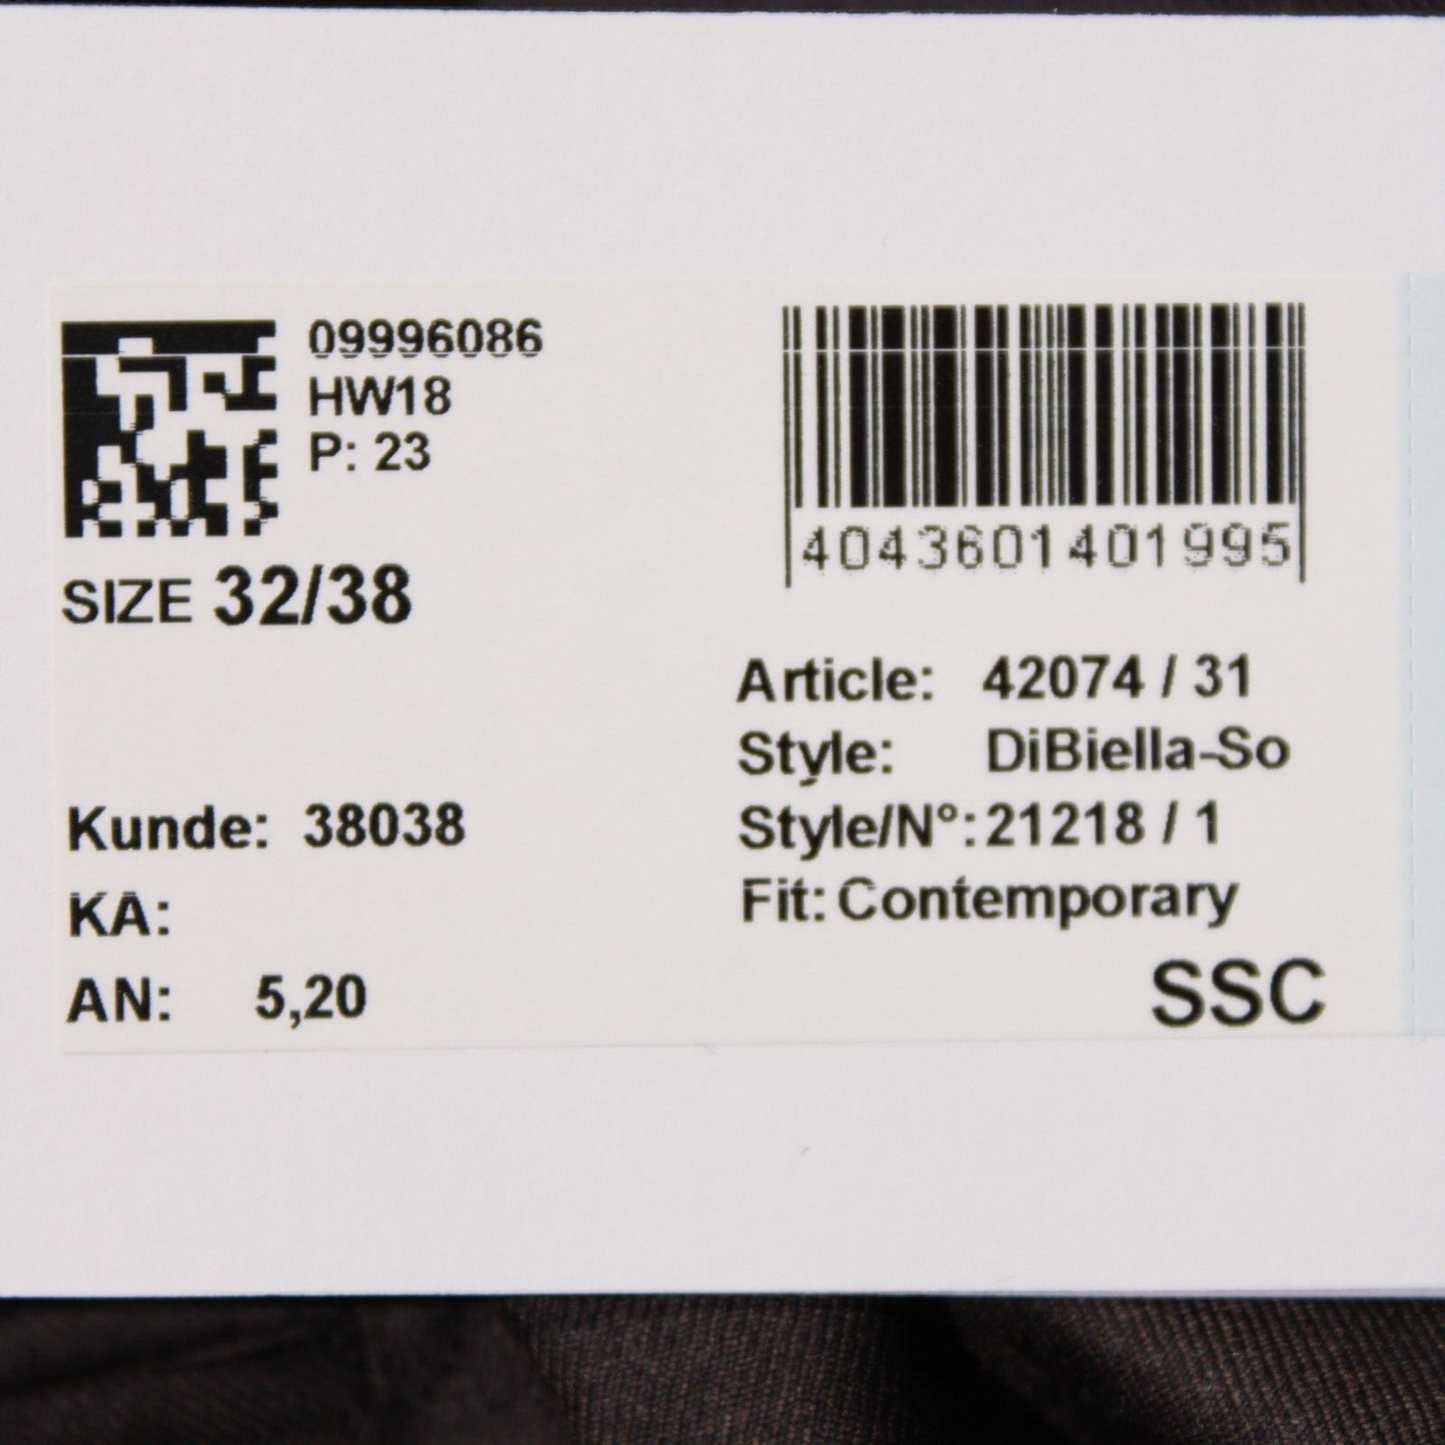 09996086
HW18
P: 23
SIZE 32/38
Kunde: 38038
KA:
AN: 5,20
4043601401995
Article: 42074 / 31
Style: DiBiella-So
Style/N°: 21218 / 1
Fit: Contemporary
SSC